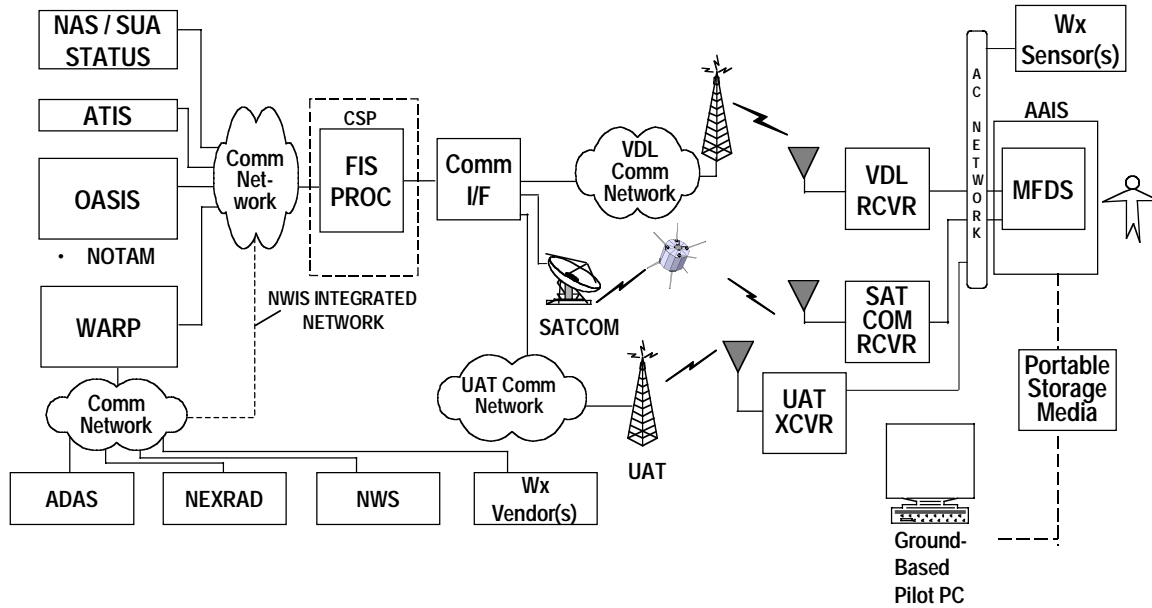 NAS / SUA
STATUS
ATIS
OASIS
• NOTAM
WARP
Comm
Net-
work
CSP
FIS
PROC
Comm
I/F
NWIS INTEGRATED
NETWORK
Comm
Network
ADAS
NEXRAD
NWS
Wx
Vendor(s)
VDL
Comm
Network
SATCOM
UAT Comm
Network
UAT
VDL
RCVR
SAT
COM
RCVR
UAT
XCVR
AC NETWORK
Wx
Sensor(s)
AAIS
MFDS
Portable
Storage
Media
Ground-
Based
Pilot PC